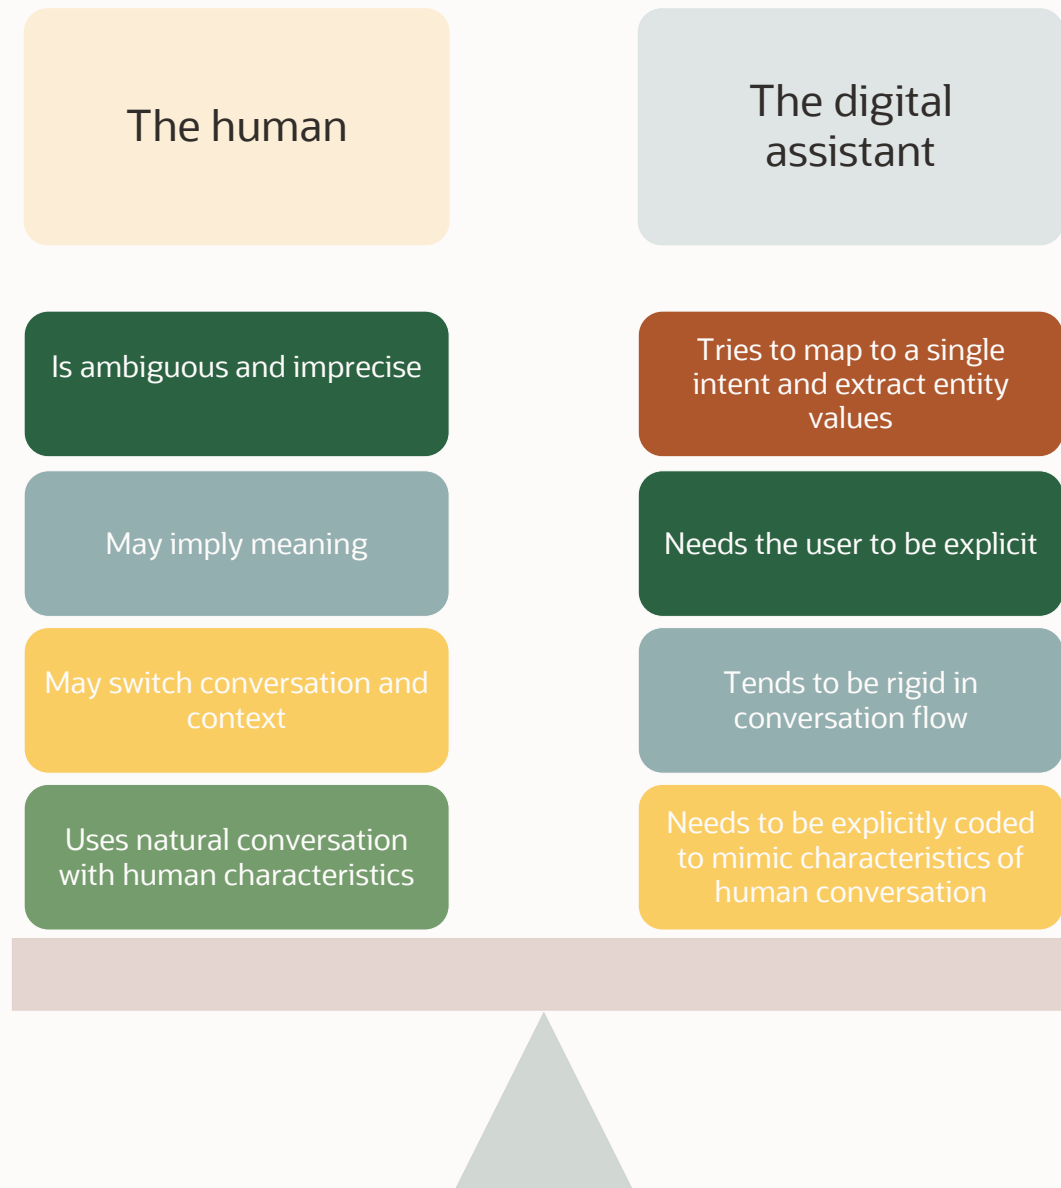 The human
The digital
assistant
Is ambiguous and imprecise
Tries to map to a single
intent and extract entity
values
May imply meaning
Needs the user to be explicit
May switch conversation and
context
Tends to be rigid in
conversation flow
Uses natural conversation
with human characteristics
Needs to be explicitly coded
to mimic characteristics of
human conversation